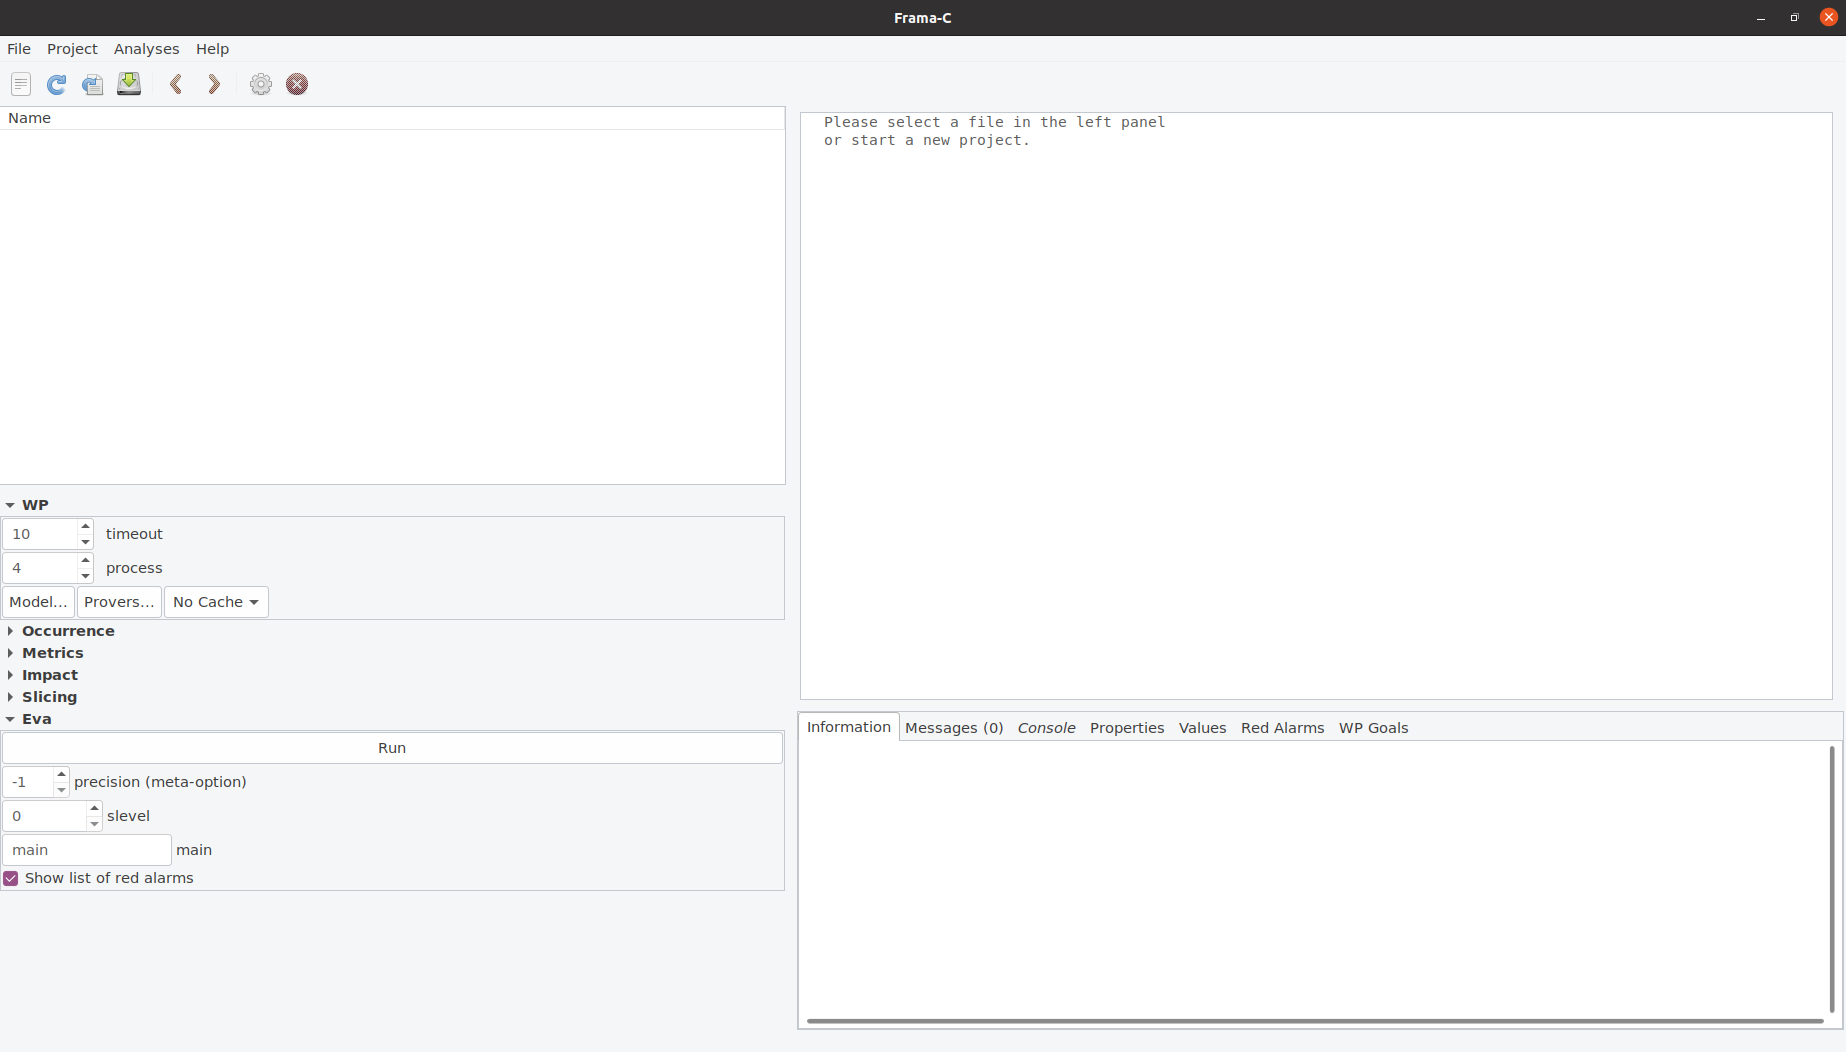 Frama-C
File Project Analyses Help
Name
Please select a file in the left panel
or start a new project.
WP
10 timeout
4 process
Model... Provers... No Cache
Occurrence
Metrics
Impact
Slicing
Eva
Run
-1 precision (meta-option)
0 slevel
main main
Show list of red alarms
Information Messages (0) Console Properties Values Red Alarms WP Goals